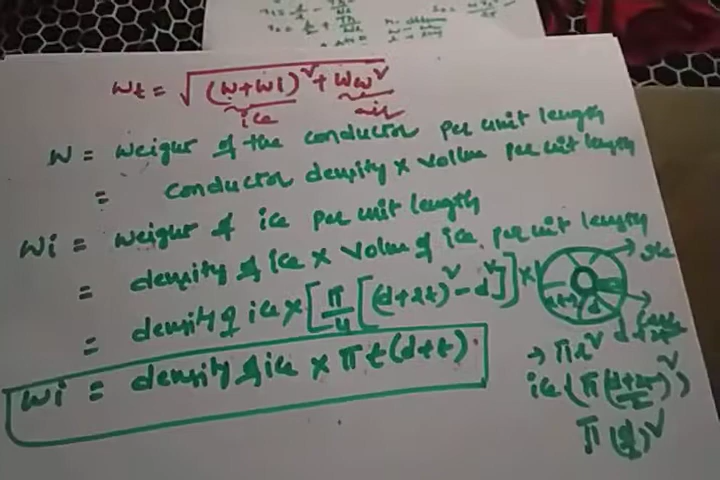 wt = √(w+wi)² + ww²
ice air
w = weight of the conductor per unit length
= conductor density × volume per unit length
wi = weight of ice per unit length
= density of ice × volume of ice per unit length
= density of ice × [π/4 [(d+2t)² - d²]] × 1
wi = density of ice × π t (d+t)
ice
d
→ πr²
ice (π(d+2t/2)²)
π(d/2)²